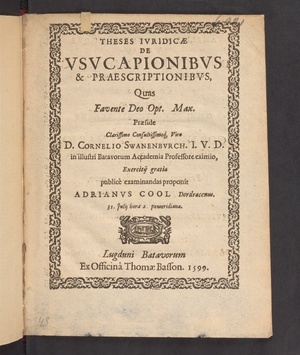 THESES IVRIDICÆ
DE
VSVCAPIONIBVS
& PRAESCRIPTIONIBVS,
Quas
Favente Deo Opt. Max.
Præside
Clarissimo Consultissimoq́; Viro
D. CORNELIO SWANENBVRCH. I. V. D.
in illustri Batavorum Academia Professore eximio,
Exercitij gratia
publicè examinandas proponit
ADRIANVS COOL Dordracenus.
31. Julij hora 2. pomeridiana.
Lugduni Batavorum
Ex Officinâ Thomæ Basson. 1599.